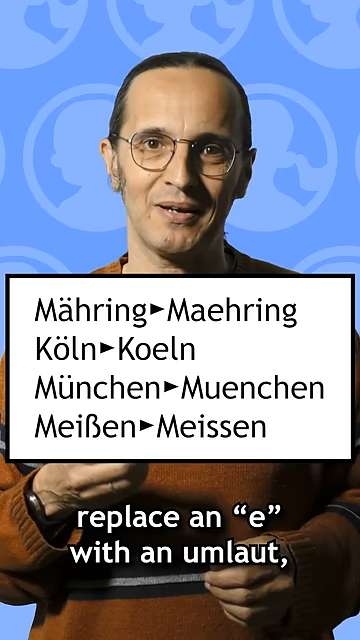 Mähring►Maehring
Köln►Koeln
München►Muenchen
Meißen►Meissen
replace an “e”
with an umlaut,